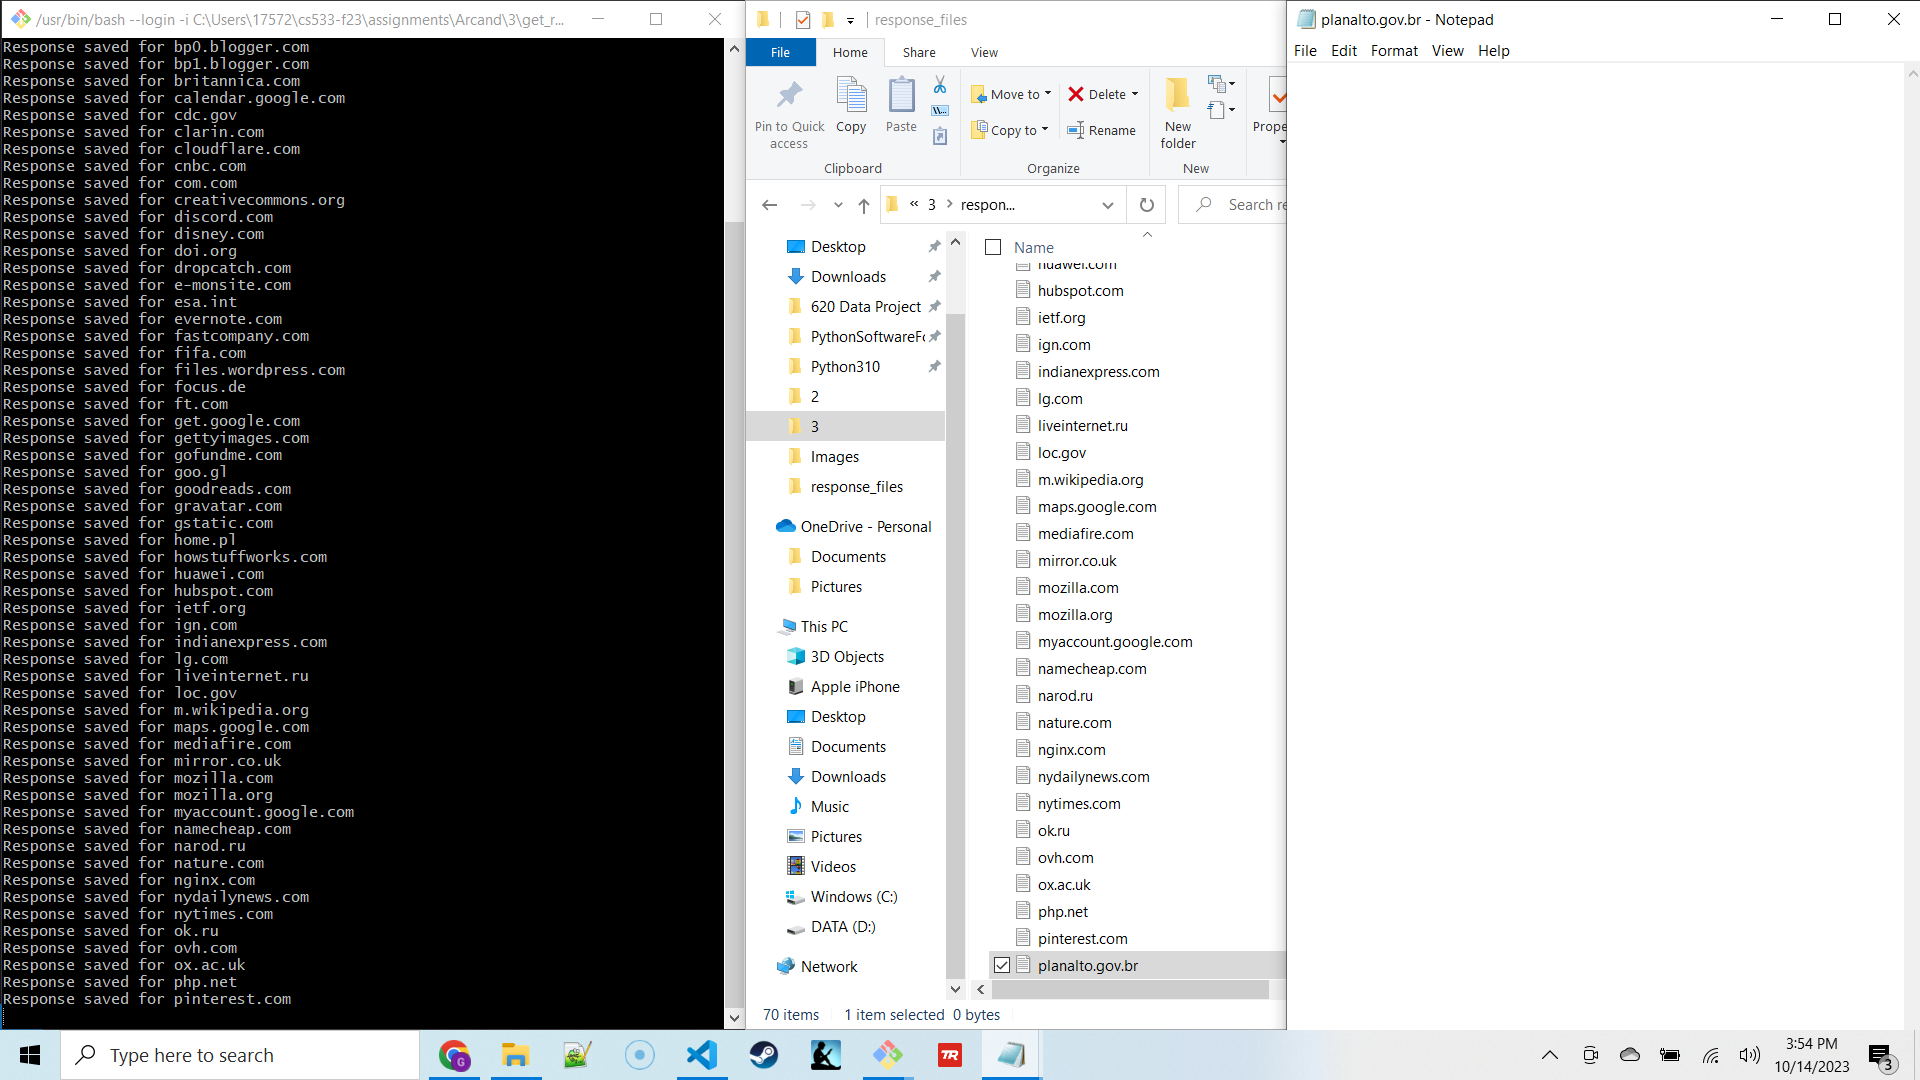 /usr/bin/bash --login -i C:\Users\17572\cs533-f23\assignments\Arcand\3\get_r...
Response saved for bp0.blogger.com
Response saved for bp1.blogger.com
Response saved for britannica.com
Response saved for calendar.google.com
Response saved for cdc.gov
Response saved for clarin.com
Response saved for cloudflare.com
Response saved for cnbc.com
Response saved for com.com
Response saved for creativecommons.org
Response saved for discord.com
Response saved for disney.com
Response saved for doi.org
Response saved for dropcatch.com
Response saved for e-monsite.com
Response saved for esa.int
Response saved for evernote.com
Response saved for fastcompany.com
Response saved for fifa.com
Response saved for files.wordpress.com
Response saved for focus.de
Response saved for ft.com
Response saved for get.google.com
Response saved for gettyimages.com
Response saved for gofundme.com
Response saved for goo.gl
Response saved for goodreads.com
Response saved for gravatar.com
Response saved for gstatic.com
Response saved for home.pl
Response saved for howstuffworks.com
Response saved for huawei.com
Response saved for hubspot.com
Response saved for ietf.org
Response saved for ign.com
Response saved for indianexpress.com
Response saved for lg.com
Response saved for liveinternet.ru
Response saved for loc.gov
Response saved for m.wikipedia.org
Response saved for maps.google.com
Response saved for mediafire.com
Response saved for mirror.co.uk
Response saved for mozilla.com
Response saved for mozilla.org
Response saved for myaccount.google.com
Response saved for namecheap.com
Response saved for narod.ru
Response saved for nature.com
Response saved for nginx.com
Response saved for nydailynews.com
Response saved for nytimes.com
Response saved for ok.ru
Response saved for ovh.com
Response saved for ox.ac.uk
Response saved for php.net
Response saved for pinterest.com
response_files
File Home Share View
Pin to Quick access
Copy
Paste
Clipboard
Move to
Copy to
Delete
Rename
Organize
New folder
New
Prope
« 3 > respon...
Search re
Desktop
Downloads
620 Data Project
PythonSoftwareFo
Python310
2
3
Images
response_files
OneDrive - Personal
Documents
Pictures
This PC
3D Objects
Apple iPhone
Desktop
Documents
Downloads
Music
Pictures
Videos
Windows (C:)
DATA (D:)
Network
Name
huawei.com
hubspot.com
ietf.org
ign.com
indianexpress.com
lg.com
liveinternet.ru
loc.gov
m.wikipedia.org
maps.google.com
mediafire.com
mirror.co.uk
mozilla.com
mozilla.org
myaccount.google.com
namecheap.com
narod.ru
nature.com
nginx.com
nydailynews.com
nytimes.com
ok.ru
ovh.com
ox.ac.uk
php.net
pinterest.com
planalto.gov.br
70 items 1 item selected 0 bytes
planalto.gov.br - Notepad
File Edit Format View Help
Type here to search
G
TR
3:54 PM
10/14/2023
3